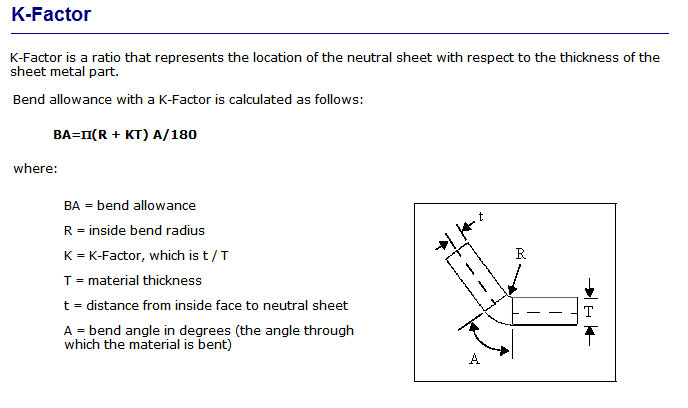 K-Factor
K-Factor is a ratio that represents the location of the neutral sheet with respect to the thickness of the
sheet metal part.
Bend allowance with a K-Factor is calculated as follows:
BA=Π(R + KT) A/180
where:
BA = bend allowance
R = inside bend radius
K = K-Factor, which is t / T
T = material thickness
t = distance from inside face to neutral sheet
A = bend angle in degrees (the angle through
which the material is bent)
t
R
T
A